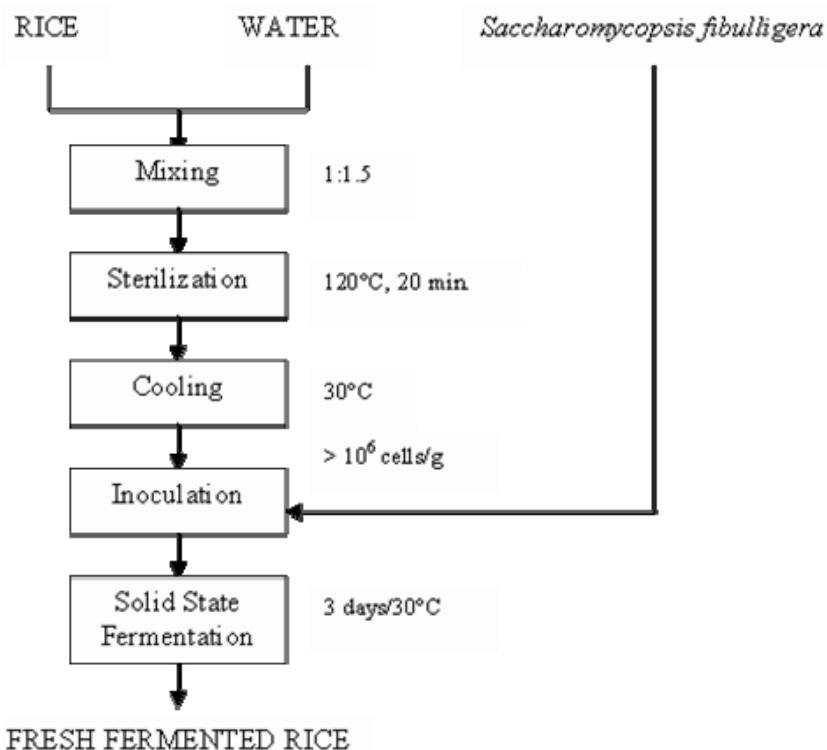 RICE
WATER
Saccharomycopsis fibulligera
Mixing
1:1.5
Sterilization
120°C, 20 min.
Cooling
30°C
> 10⁶ cells/g
Inoculation
Solid State
Fermentation
3 days/30°C
FRESH FERMENTED RICE